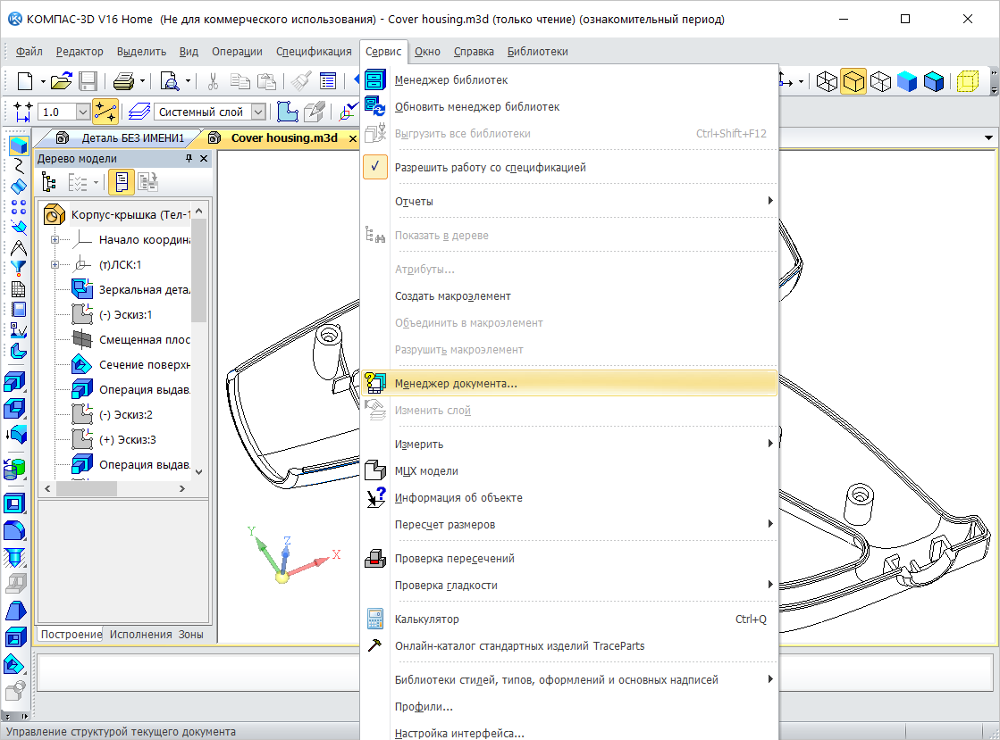 КОМПАС-3D V16 Home (Не для коммерческого использования) - Cover housing.m3d (только чтение) (ознакомительный период)
Файл Редактор Выделить Вид Операции Спецификация Сервис Окно Справка Библиотеки
1.0
Системный слой
Деталь БЕЗ ИМЕНИ1
Cover housing.m3d
Дерево модели
Корпус-крышка (Тел-1
Начало координа
(т)ЛСК:1
Зеркальная дета
(-) Эскиз:1
Смещенная плос
Сечение поверхн
Операция выдав
(-) Эскиз:2
(+) Эскиз:3
Операция выдав
Построение Исполнения Зоны
Менеджер библиотек
Обновить менеджер библиотек
Выгрузить все библиотеки Ctrl+Shift+F12
Разрешить работу со спецификацией
Отчеты
Показать в дереве
Атрибуты...
Создать макроэлемент
Объединить в макроэлемент
Разрушить макроэлемент
Менеджер документа...
Изменить слой
Измерить
МЦХ модели
Информация об объекте
Пересчет размеров
Проверка пересечений
Проверка гладкости
Калькулятор Ctrl+Q
Онлайн-каталог стандартных изделий TraceParts
Библиотеки стилей, типов, оформлений и основных надписей
Профили...
Настройка интерфейса...
Y
Z
X
Управление структурой текущего документа